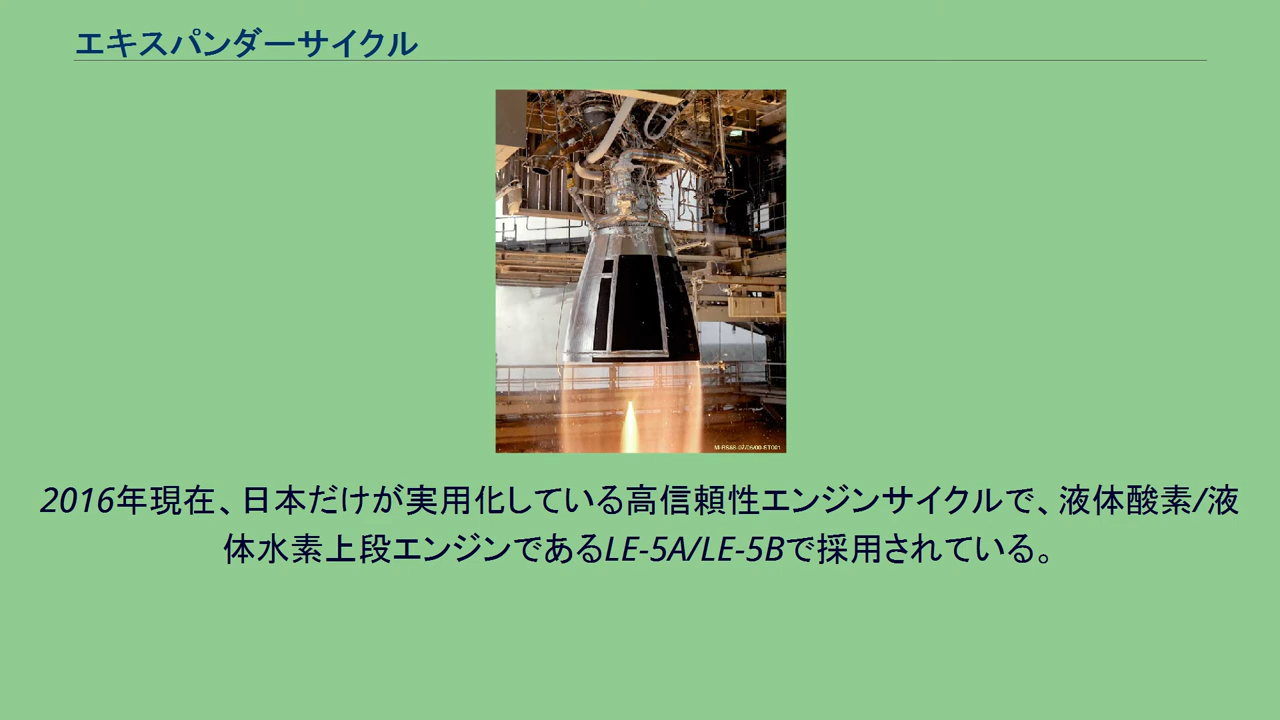 エキスパンダーサイクル
2016年現在、日本だけが実用化している高信頼性エンジンサイクルで、液体酸素/液
体水素上段エンジンであるLE-5A/LE-5Bで採用されている。